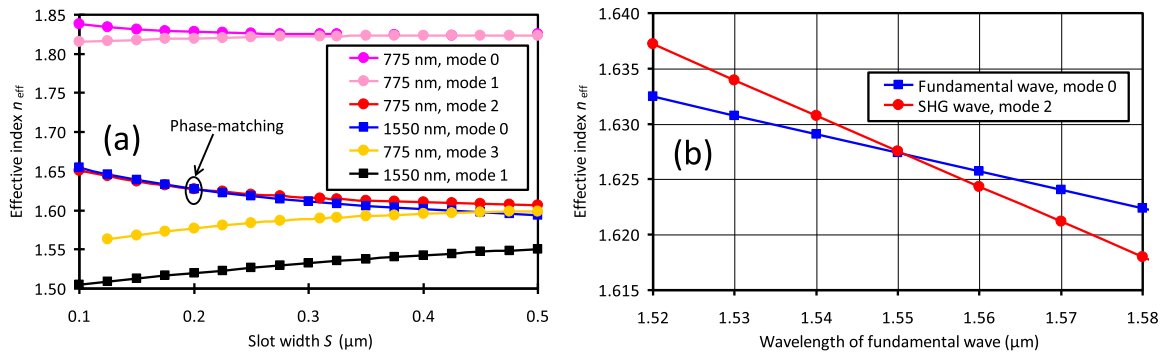 Effective index n eff
1.85
1.80
1.75
1.70
1.65
1.60
1.55
1.50
(a)
Phase-matching
775 nm, mode 0
775 nm, mode 1
775 nm, mode 2
1550 nm, mode 0
775 nm, mode 3
1550 nm, mode 1
0.1
0.2
0.3
0.4
0.5
Slot width S (μm)
Effective index n eff
1.640
1.635
1.630
1.625
1.620
1.615
Fundamental wave, mode 0
SHG wave, mode 2
(b)
1.52
1.53
1.54
1.55
1.56
1.57
1.58
Wavelength of fundamental wave (μm)